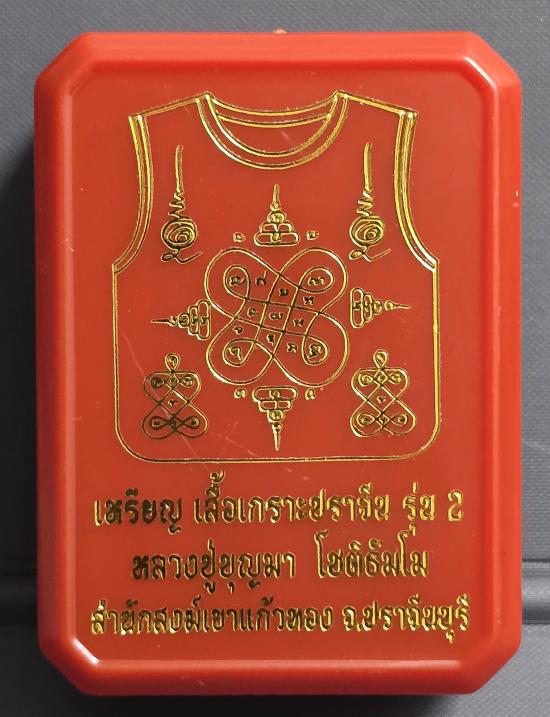 เหรียญ เสื้อเกราะปราจีน รุ่น 2
หลวงปู่บุญมา โชติธัมโม
สำนักสงฆ์เขาแก้วทอง จ.ปราจีนบุรี